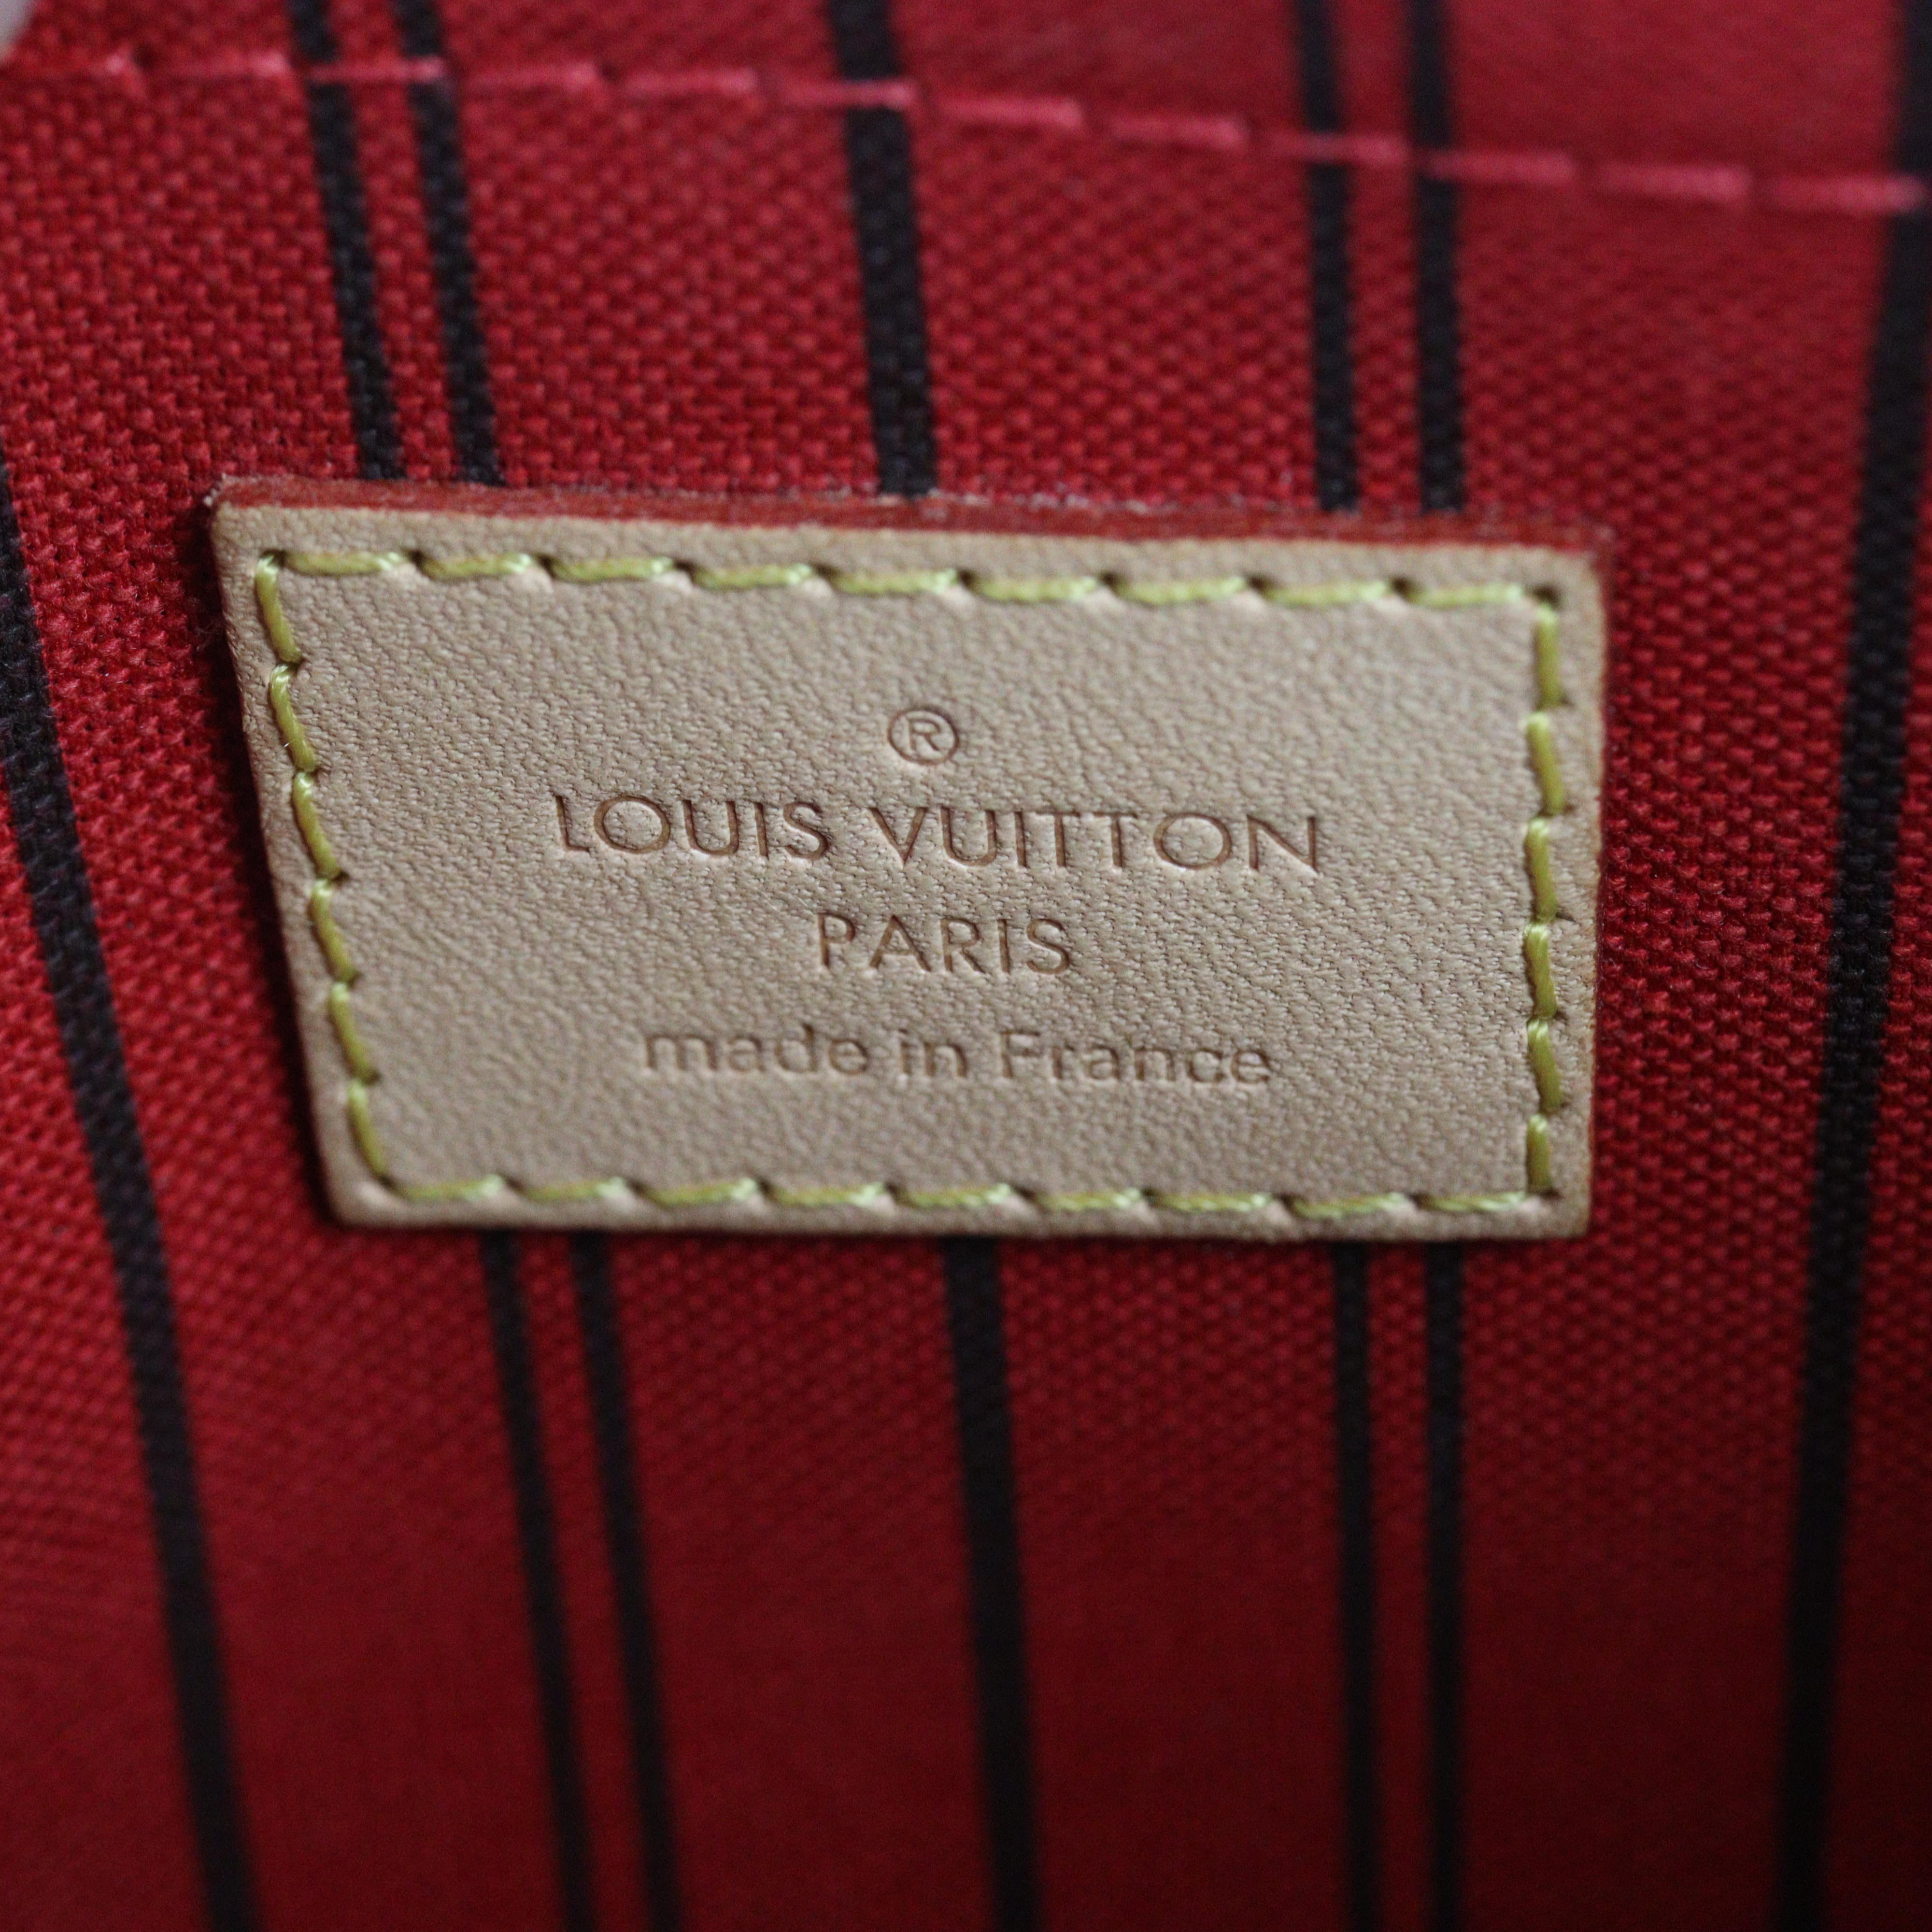 ®
LOUIS VUITTON
PARIS
made in France